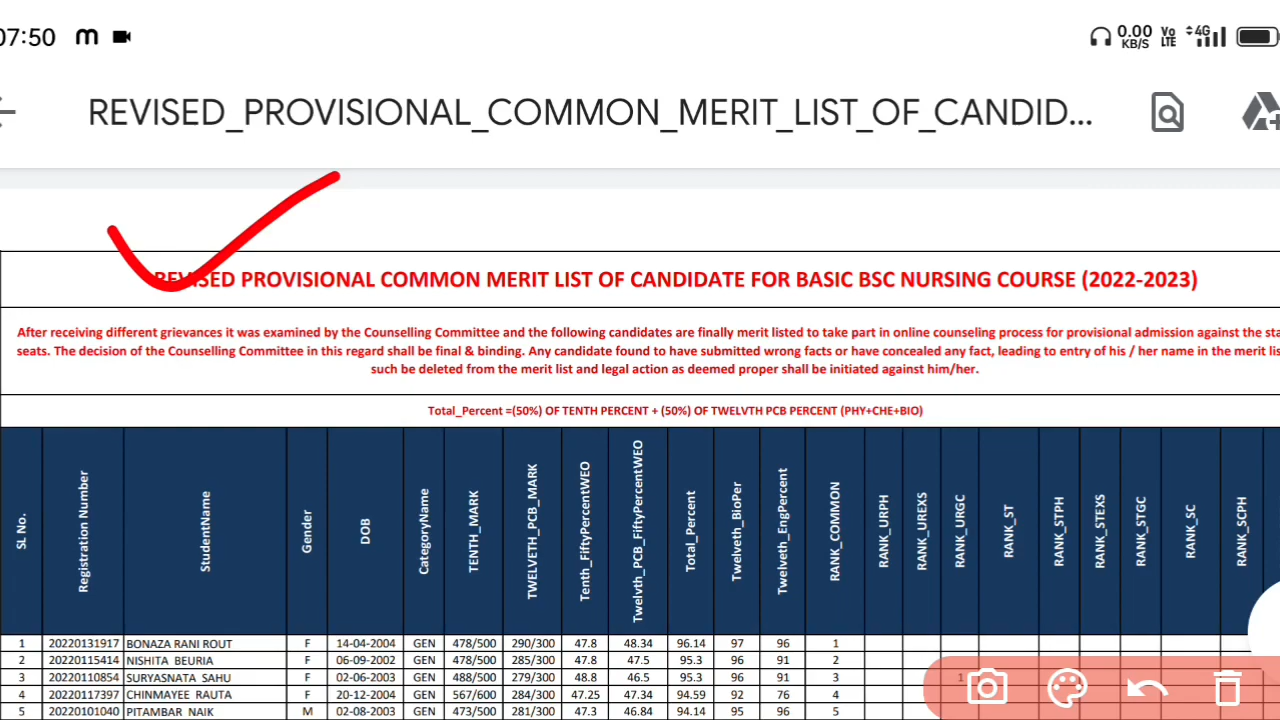 07:50 m 0.00 KB/S Vo LTE 4G
REVISED_PROVISIONAL_COMMON_MERIT_LIST_OF_CANDID...
REVISED PROVISIONAL COMMON MERIT LIST OF CANDIDATE FOR BASIC BSC NURSING COURSE (2022-2023)
After receiving different grievances it was examined by the Counselling Committee and the following candidates are finally merit listed to take part in online counseling process for provisional admission against the sta
seats. The decision of the Counselling Committee in this regard shall be final & binding. Any candidate found to have submitted wrong facts or have concealed any fact, leading to entry of his / her name in the merit lis
such be deleted from the merit list and legal action as deemed proper shall be initiated against him/her.
Total_Percent =(50%) OF TENTH PERCENT + (50%) OF TWELVTH PCB PERCENT (PHY+CHE+BIO)
SL No. Registration Number StudentName Gender DOB CategoryName TENTH_MARK TWELVETH_PCB_MARK Tenth_FiftyPercentWEO Twelvth_PCB_FiftyPercentWEO Total_Percent Twelveth_BioPer Twelveth_EngPercent RANK_COMMON RANK_URPH RANK_UREXS RANK_URGC RANK_ST RANK_STPH RANK_STEXS RANK_STGC RANK_SC RANK_SCPH
1 20220131917 BONAZA RANI ROUT F 14-04-2004 GEN 478/500 290/300 47.8 48.34 96.14 97 96 1
2 20220115414 NISHITA BEURIA F 06-09-2002 GEN 478/500 285/300 47.8 47.5 95.3 96 91 2
3 20220110854 SURYASNATA SAHU F 02-06-2003 GEN 488/500 279/300 48.8 46.5 95.3 96 91 3 1
4 20220117397 CHINMAYEE RAUTA F 20-12-2004 GEN 567/600 284/300 47.25 47.34 94.59 92 76 4
5 20220101040 PITAMBAR NAIK M 02-08-2003 GEN 473/500 281/300 47.3 46.84 94.14 95 96 5